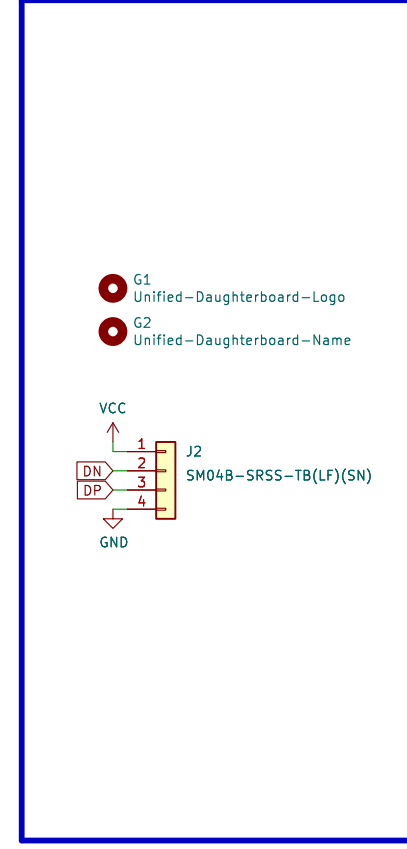 G1
Unified-Daughterboard-Logo
G2
Unified-Daughterboard-Name
VCC
1
J2
DN
2
SM04B-SRSS-TB(LF)(SN)
DP
3
4
GND